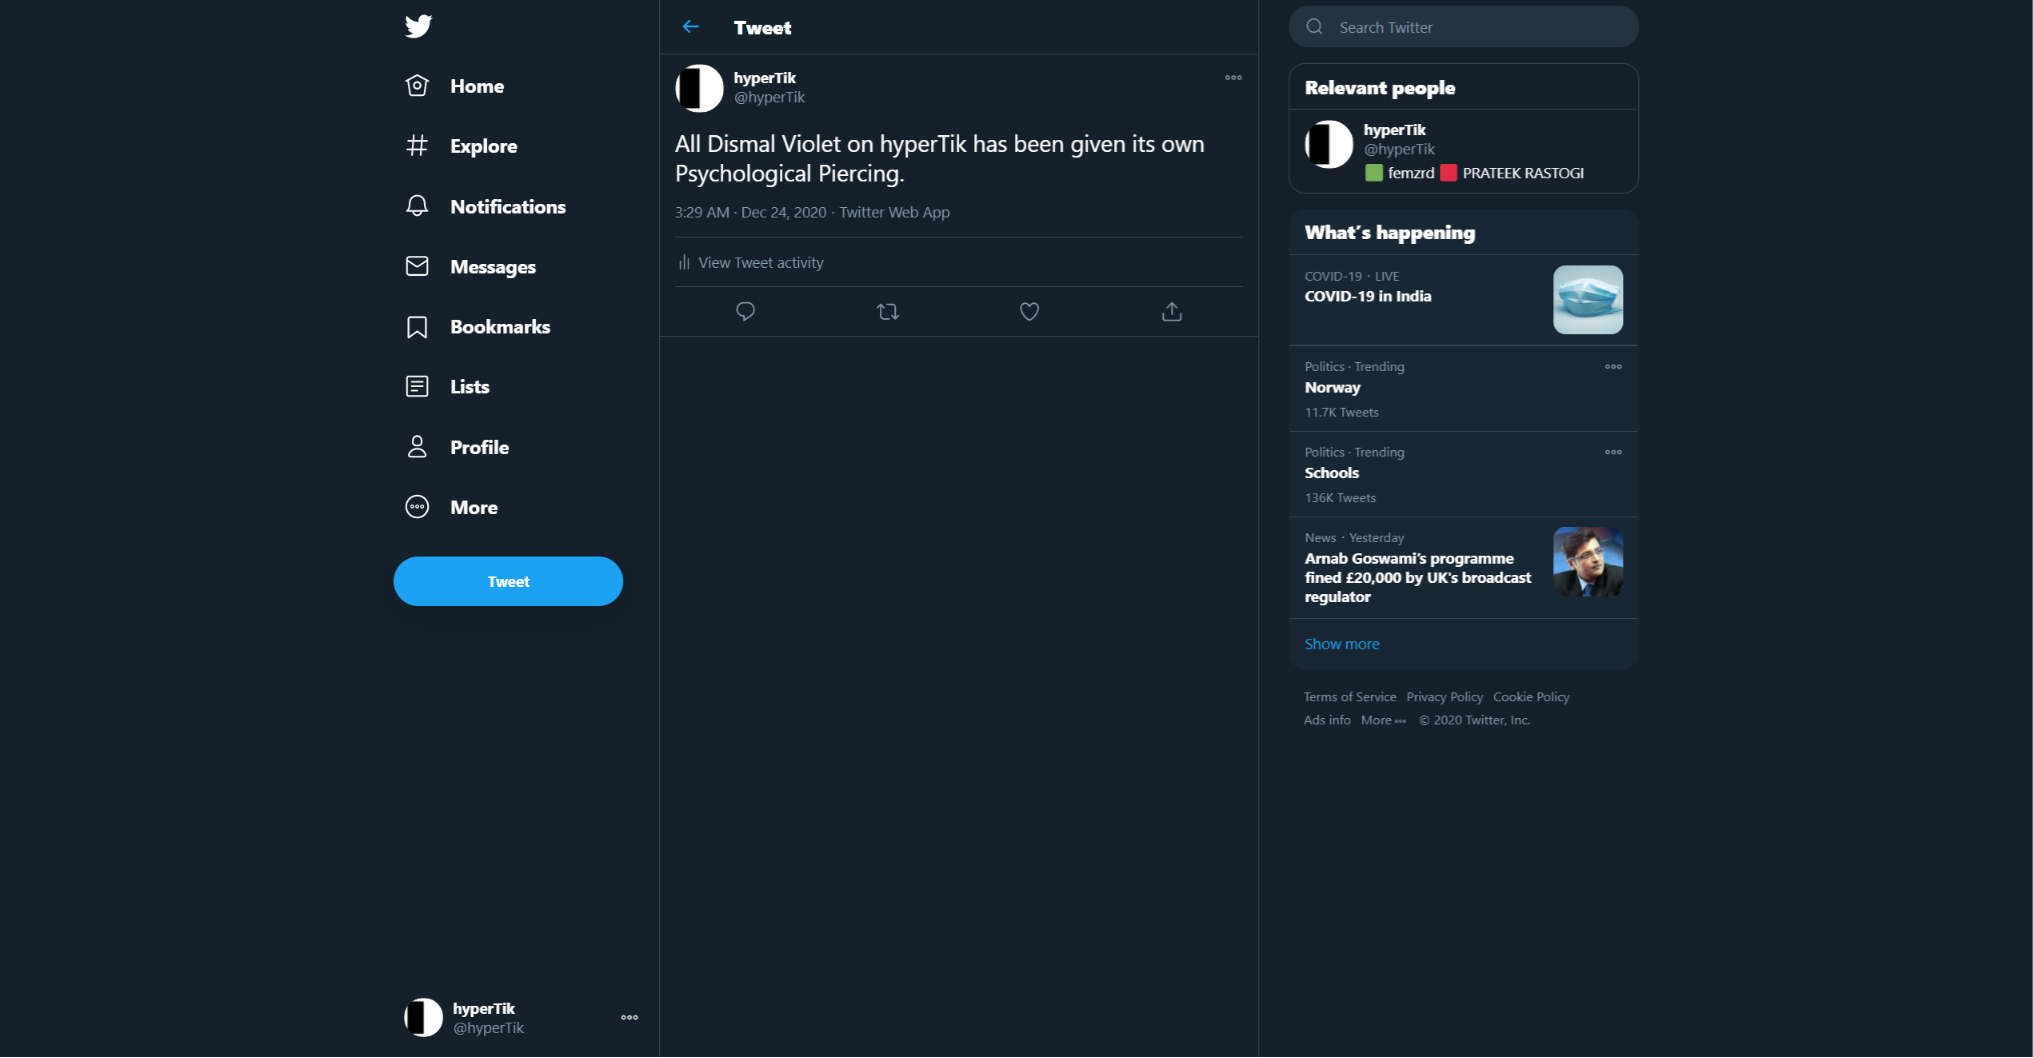 Home
Explore
Notifications
Messages
Bookmarks
Lists
Profile
More
Tweet
hyperTik
@hyperTik
Tweet
hyperTik
@hyperTik
All Dismal Violet on hyperTik has been given its own
Psychological Piercing.
3:29 AM · Dec 24, 2020 · Twitter Web App
View Tweet activity
Search Twitter
Relevant people
hyperTik
@hyperTik
femzrd PRATEEK RASTOGI
What's happening
COVID-19 · LIVE
COVID-19 in India
Politics · Trending
Norway
11.7K Tweets
Politics · Trending
Schools
136K Tweets
News · Yesterday
Arnab Goswami's programme
fined £20,000 by UK's broadcast
regulator
Show more
Terms of Service Privacy Policy Cookie Policy
Ads info More ••• © 2020 Twitter, Inc.